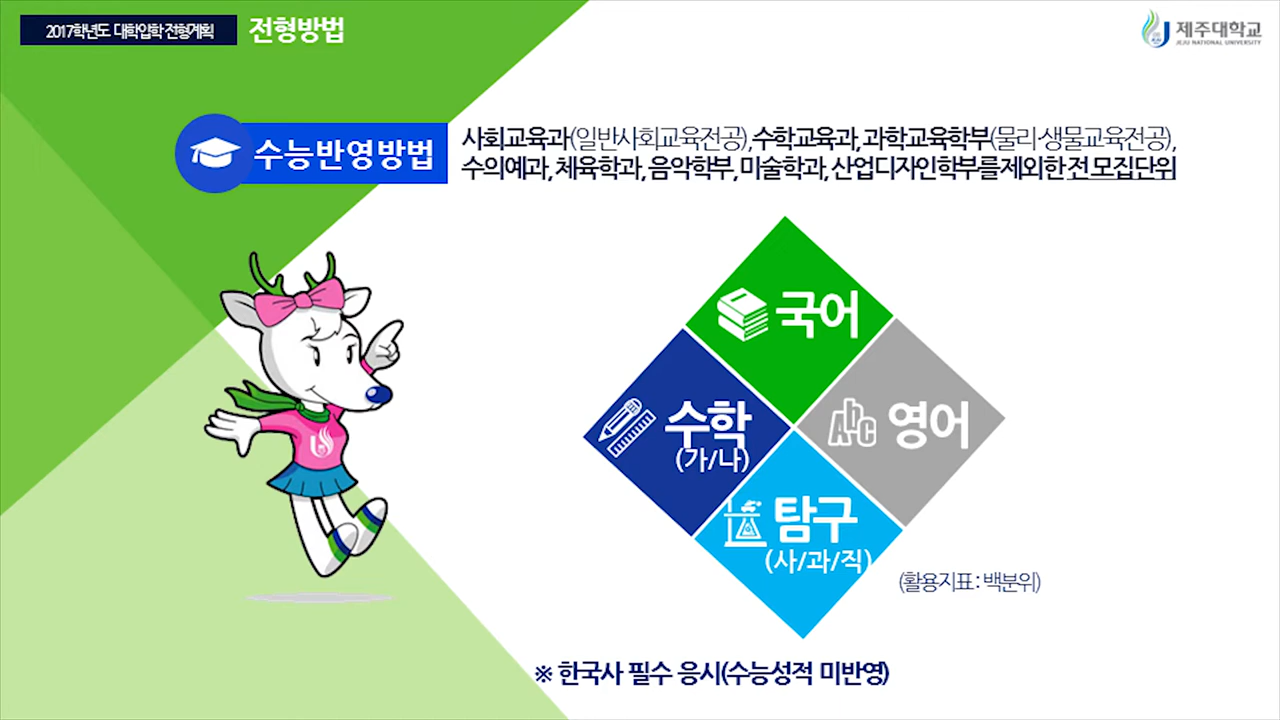 2017학년도 대학입학 전형계획 전형방법
제주대학교
JEJU NATIONAL UNIVERSITY
수능반영방법
사회교육과(일반사회교육전공),수학교육과, 과학교육학부(물리·생물교육전공),
수의예과, 체육학과, 음악학부, 미술학과, 산업디자인학부를 제외한 전 모집단위
국어
수학
(가/나)
영어
탐구
(사/과/직)
(활용지표 : 백분위)
※ 한국사 필수 응시(수능성적 미반영)